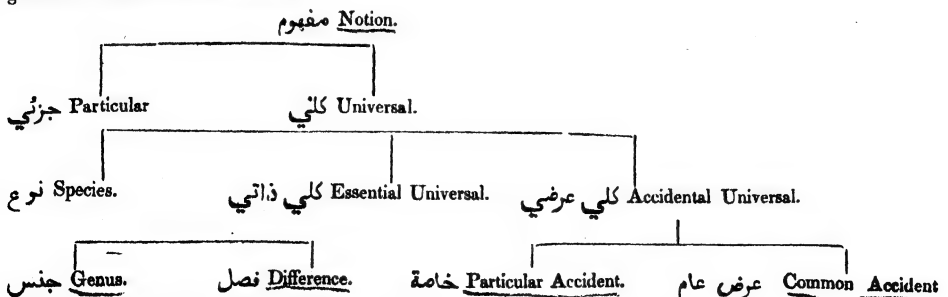 مفهوم Notion.
جزئي Particular كلي Universal.
نوع Species. كلي ذاتي Essential Universal. كلي عرضي Accidental Universal.
جنس Genus. فصل Difference. خاصة Particular Accident. عرض عام Common Accident